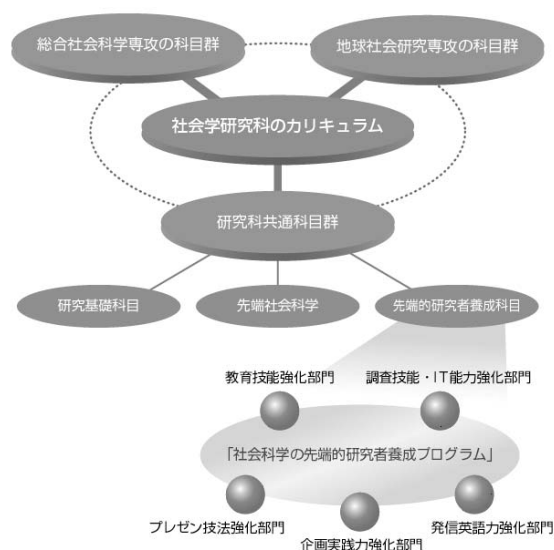 総合社会科学専攻の科目群
地球社会研究専攻の科目群
社会学研究科のカリキュラム
研究科共通科目群
研究基礎科目
先端社会科学
先端的研究者養成科目
教育技能強化部門
調査技能・IT能力強化部門
「社会科学の先端的研究者養成プログラム」
プレゼン技法強化部門
企画実践力強化部門
発信英語力強化部門